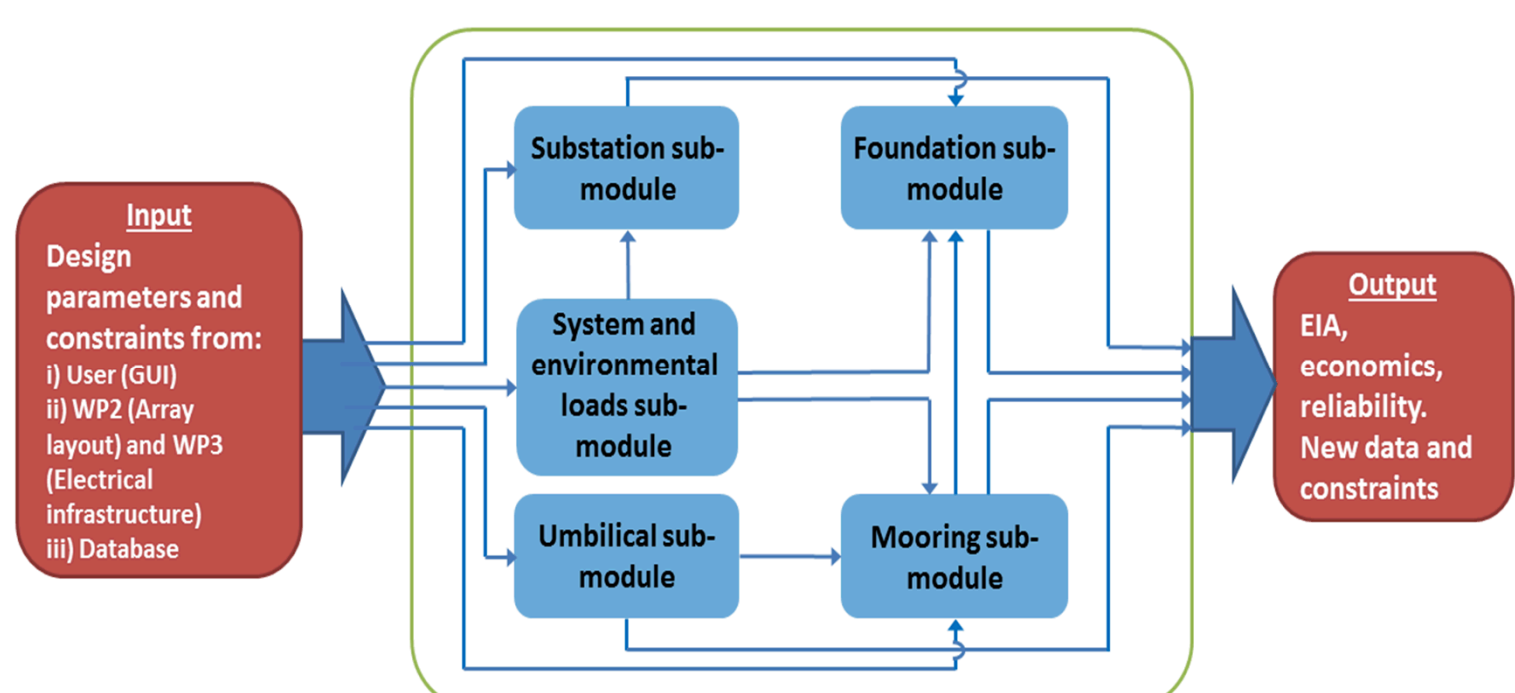 Input
Design
parameters and
constraints from:
i) User (GUI)
ii) WP2 (Array
layout) and WP3
(Electrical
infrastructure)
iii) Database
Substation sub-
module
Foundation sub-
module
System and
environmental
loads sub-
module
Umbilical sub-
module
Mooring sub-
module
Output
EIA,
economics,
reliability.
New data and
constraints